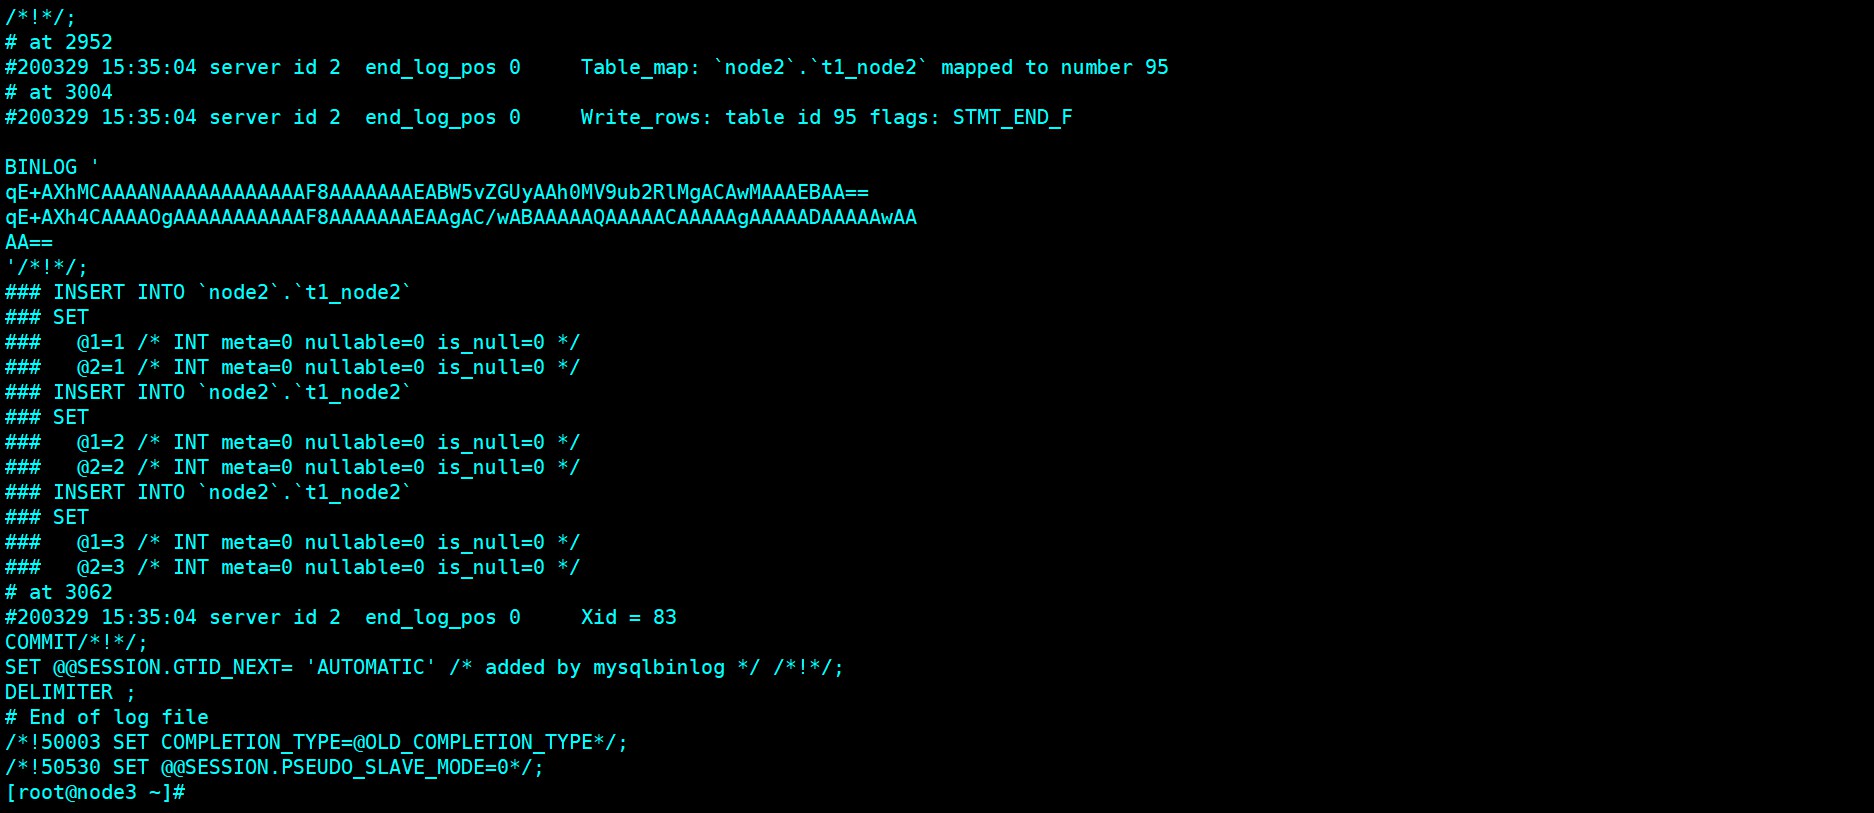 /*!*/;
# at 2952
#200329 15:35:04 server id 2  end_log_pos 0     Table_map: `node2`.`t1_node2` mapped to number 95
# at 3004
#200329 15:35:04 server id 2  end_log_pos 0     Write_rows: table id 95 flags: STMT_END_F
BINLOG '
qE+AXhMCAAAANAAAAAAAAAAAAF8AAAAAAAEABW5vZGUyAAh0MV9ub2RlMgACAwMAAAEBAA==
qE+AXh4CAAAAOgAAAAAAAAAAAF8AAAAAAAEAAgAC/wABAAAAAQAAAAACAAAAAgAAAAADAAAAAwAA
AA==
'/*!*/;
### INSERT INTO `node2`.`t1_node2`
### SET
###   @1=1 /* INT meta=0 nullable=0 is_null=0 */
###   @2=1 /* INT meta=0 nullable=0 is_null=0 */
### INSERT INTO `node2`.`t1_node2`
### SET
###   @1=2 /* INT meta=0 nullable=0 is_null=0 */
###   @2=2 /* INT meta=0 nullable=0 is_null=0 */
### INSERT INTO `node2`.`t1_node2`
### SET
###   @1=3 /* INT meta=0 nullable=0 is_null=0 */
###   @2=3 /* INT meta=0 nullable=0 is_null=0 */
# at 3062
#200329 15:35:04 server id 2  end_log_pos 0     Xid = 83
COMMIT/*!*/;
SET @@SESSION.GTID_NEXT= 'AUTOMATIC' /* added by mysqlbinlog */ /*!*/;
DELIMITER ;
# End of log file
/*!50003 SET COMPLETION_TYPE=@OLD_COMPLETION_TYPE*/;
/*!50530 SET @@SESSION.PSEUDO_SLAVE_MODE=0*/;
[root@node3 ~]#